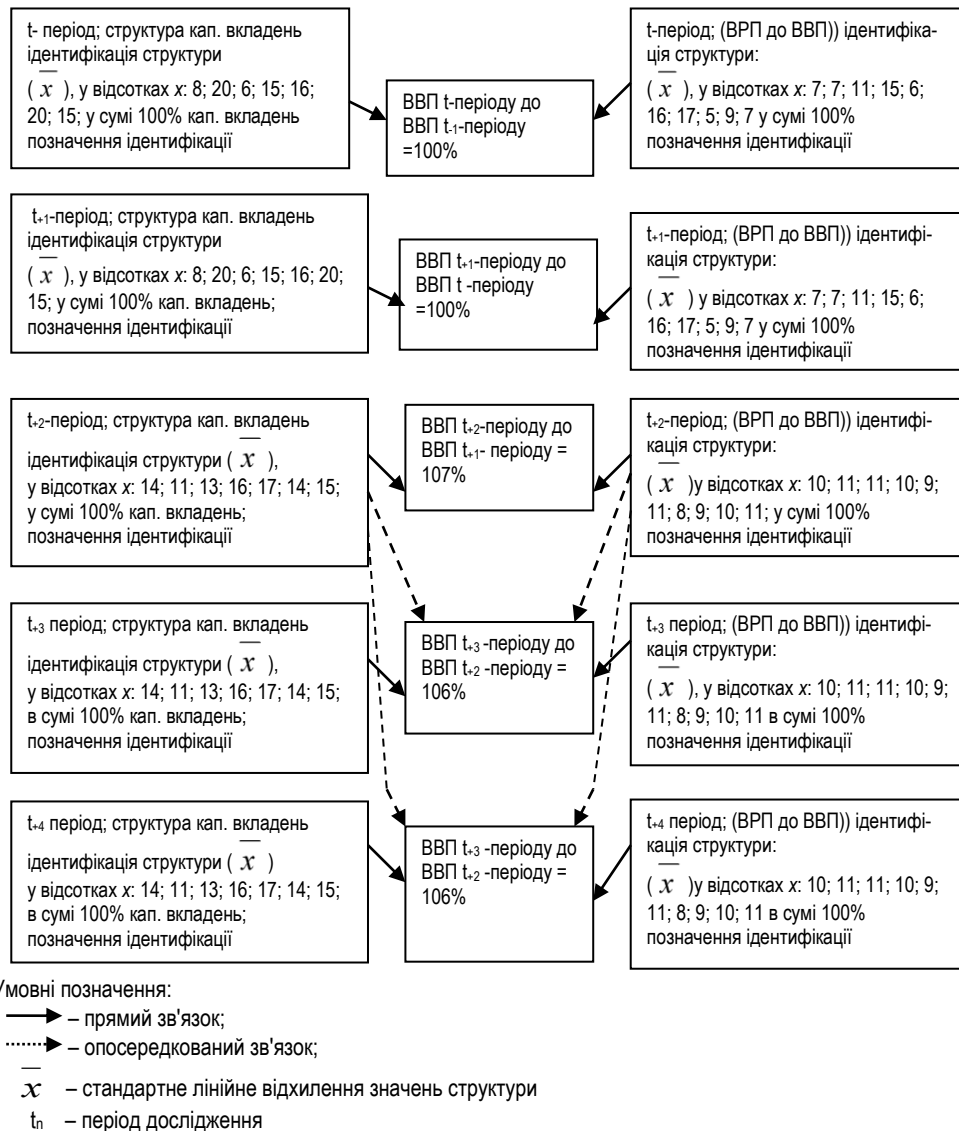 t- період; структура кап. вкладень
ідентифікація структури
( x̅ ), у відсотках x: 8; 20; 6; 15; 16;
20; 15; у сумі 100% кап. вкладень
позначення ідентифікації
ВВП t-періоду до
ВВП t-1-періоду
=100%
t-період; (ВРП до ВВП)) ідентифіка-
ція структури:
( x̅ ), у відсотках x: 7; 7; 11; 15; 6;
16; 17; 5; 9; 7 у сумі 100%
позначення ідентифікації
t+1-період; структура кап. вкладень
ідентифікація структури
( x̅ ), у відсотках x: 8; 20; 6; 15; 16; 20;
15; у сумі 100% кап. вкладень;
позначення ідентифікації
ВВП t+1-періоду до
ВВП t -періоду
=100%
t+1-період; (ВРП до ВВП)) ідентифі-
кація структури:
( x̅ ) у відсотках x: 7; 7; 11; 15; 6;
16; 17; 5; 9; 7 у сумі 100%
позначення ідентифікації
t+2-період; структура кап. вкладень
ідентифікація структури ( x̅ ),
у відсотках x: 14; 11; 13; 16; 17; 14; 15;
у сумі 100% кап. вкладень;
позначення ідентифікації
ВВП t+2-періоду до
ВВП t+1- періоду =
107%
t+2-період; (ВРП до ВВП)) ідентифі-
кація структури:
( x̅ )у відсотках x: 10; 11; 11; 10; 9;
11; 8; 9; 10; 11; у сумі 100%
позначення ідентифікації
t+3 період; структура кап. вкладень
ідентифікація структури ( x̅ ),
у відсотках x: 14; 11; 13; 16; 17; 14; 15;
в сумі 100% кап. вкладень;
позначення ідентифікації
ВВП t+3 -періоду до
ВВП t+2 -періоду =
106%
t+3 період; (ВРП до ВВП)) ідентифі-
кація структури:
( x̅ ), у відсотках x: 10; 11; 11; 10; 9;
11; 8; 9; 10; 11 в сумі 100%
позначення ідентифікації
t+4 період; структура кап. вкладень
ідентифікація структури ( x̅ )
у відсотках x: 14; 11; 13; 16; 17; 14; 15;
в сумі 100% кап. вкладень;
позначення ідентифікації
ВВП t+3 -періоду до
ВВП t+2 -періоду =
106%
t+4 період; (ВРП до ВВП)) ідентифі-
кація структури:
( x̅ )у відсотках x: 10; 11; 11; 10; 9;
11; 8; 9; 10; 11 в сумі 100%
позначення ідентифікації
Умовні позначення:
– прямий зв'язок;
– опосередкований зв'язок;
x̅ – стандартне лінійне відхилення значень структури
tn – період дослідження